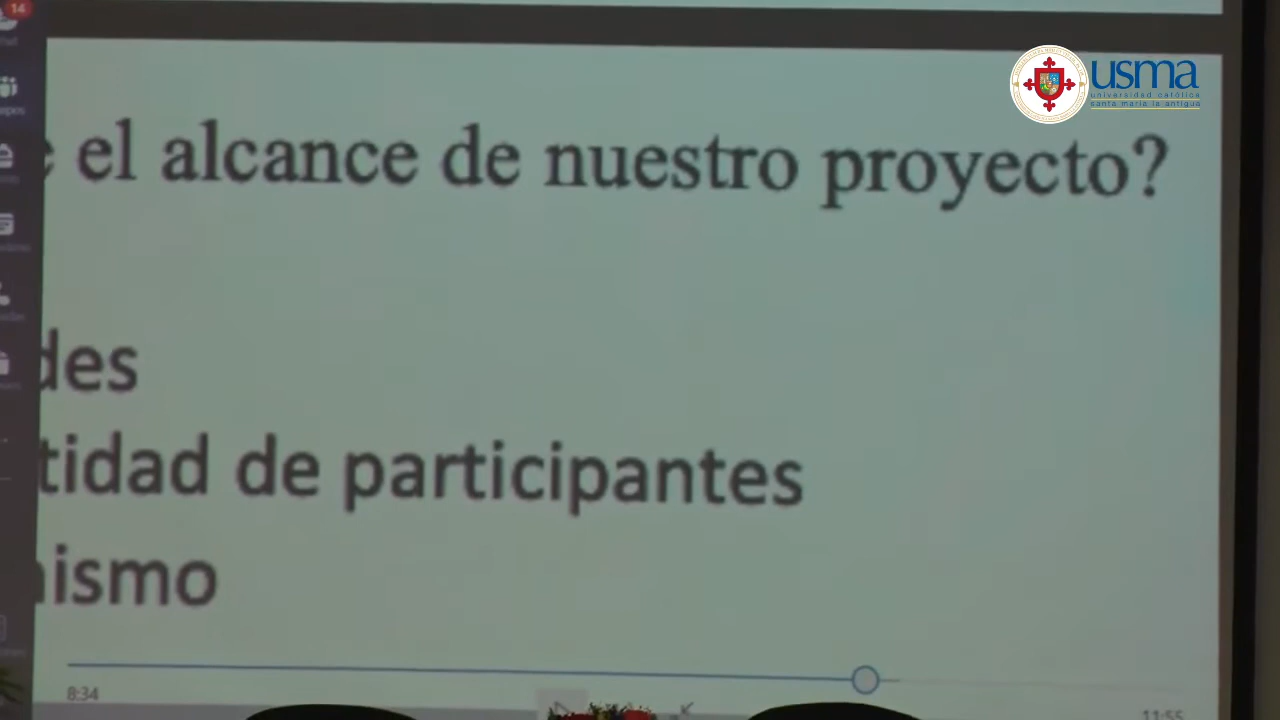 14
usma
universidad católica
santa maría la antigua
el alcance de nuestro proyecto?
des
tidad de participantes
ismo
8:34
11:55